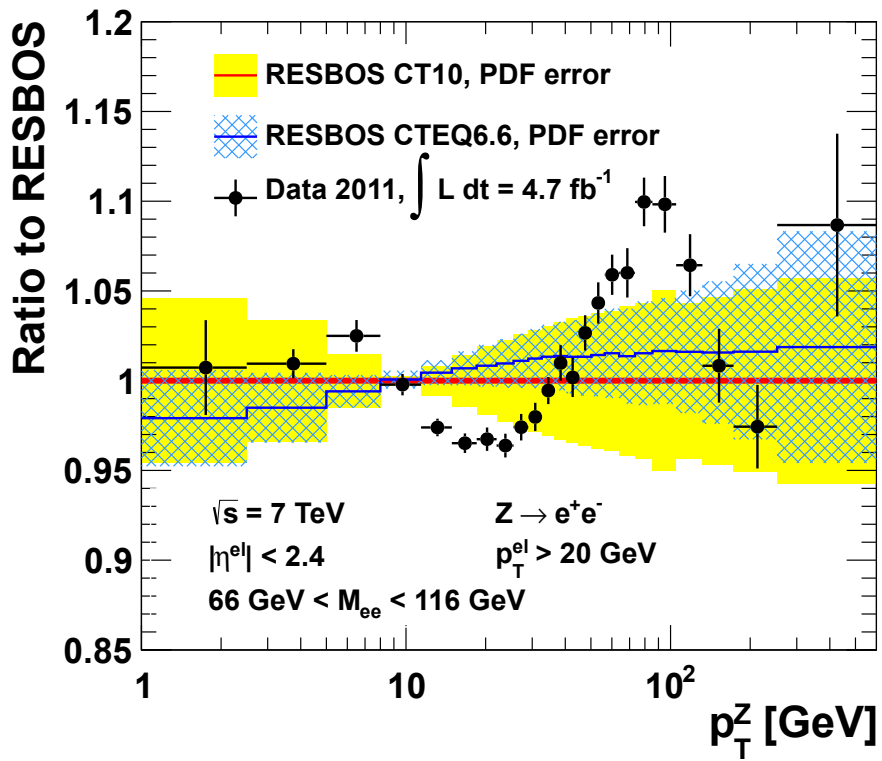 Ratio to RESBOS
1.2
1.15
1.1
1.05
1
0.95
0.9
0.85
RESBOS CT10, PDF error
RESBOS CTEQ6.6, PDF error
Data 2011, ∫ L dt = 4.7 fb⁻¹
√s = 7 TeV
Z → e⁺e⁻
|η^el| < 2.4
p_T^el > 20 GeV
66 GeV < M_ee < 116 GeV
1
10
10²
p_T^Z [GeV]